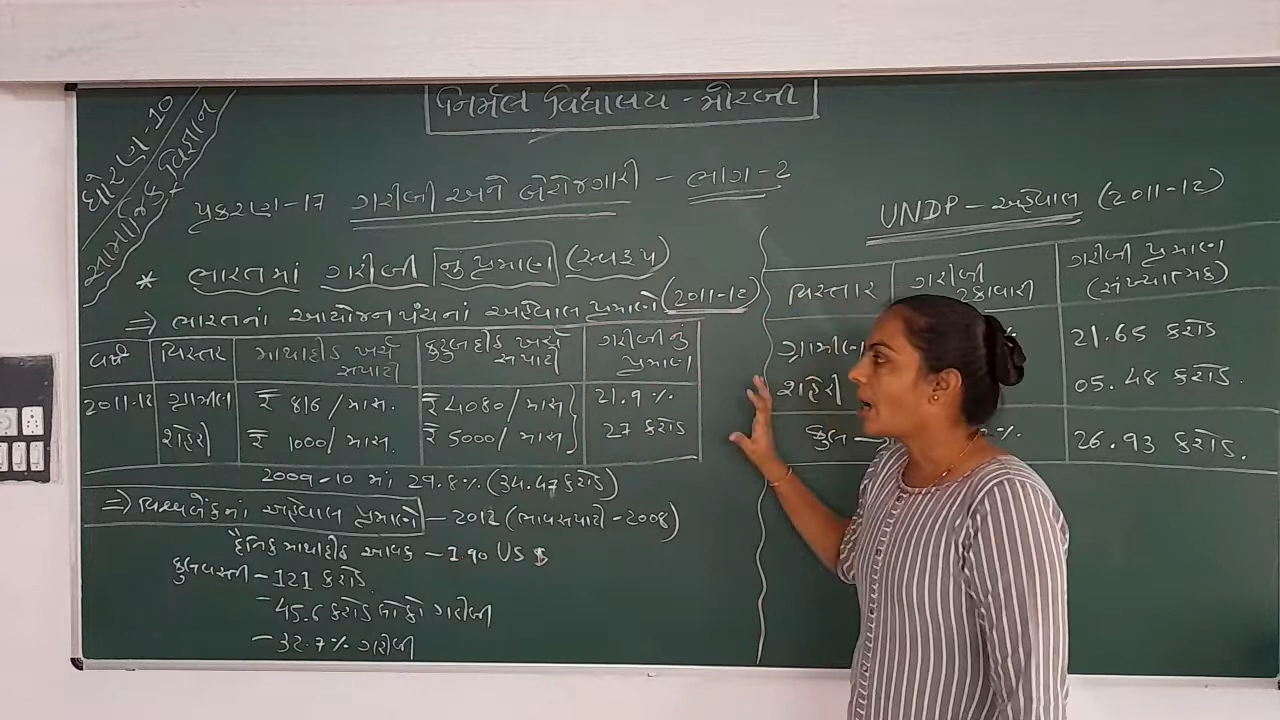 નિર્મલ વિદ્યાલય - મોરબી
ધોરણ-10
સામાજિક વિજ્ઞાન
પ્રકરણ-17 ગરીબી અને બેરોજગારી - ભાગ-2
* ભારતમાં ગરીબી નું પ્રમાણ (સ્વરૂપ)
⇒ ભારતનાં આયોજનપંચનાં અહેવાલ પ્રમાણે (2011-12)
વર્ષ વિસ્તાર માથાદીઠ ખર્ચ સપાટી કુટુંબદીઠ ખર્ચ સપાટી ગરીબીનું પ્રમાણ
2011-12 ગ્રામીણ ₹ 816/માસ. ₹ 4080/માસ 21.9 %
શહેરી ₹ 1000/માસ. ₹ 5000/માસ 27 કરોડ
2009-10 માં 29.8% (34.47 કરોડ)
⇒ વિશ્વબેંકનાં અહેવાલ પ્રમાણે - 2012 (ભાવસપાટી - 2008)
દૈનિક માથાદીઠ આવક - 1.90 US $
કુલવસ્તી - 121 કરોડ
- 45.6 કરોડ લોકો ગરીબી
- 32.7% ગરીબી
UNDP - અહેવાલ (2011-12)
વિસ્તાર ગરીબી ટકાવારી ગરીબી પ્રમાણ (સંખ્યાત્મક)
ગ્રામીણ % 21.65 કરોડ
શહેરી 05.48 કરોડ.
કુલ → % 26.93 કરોડ.